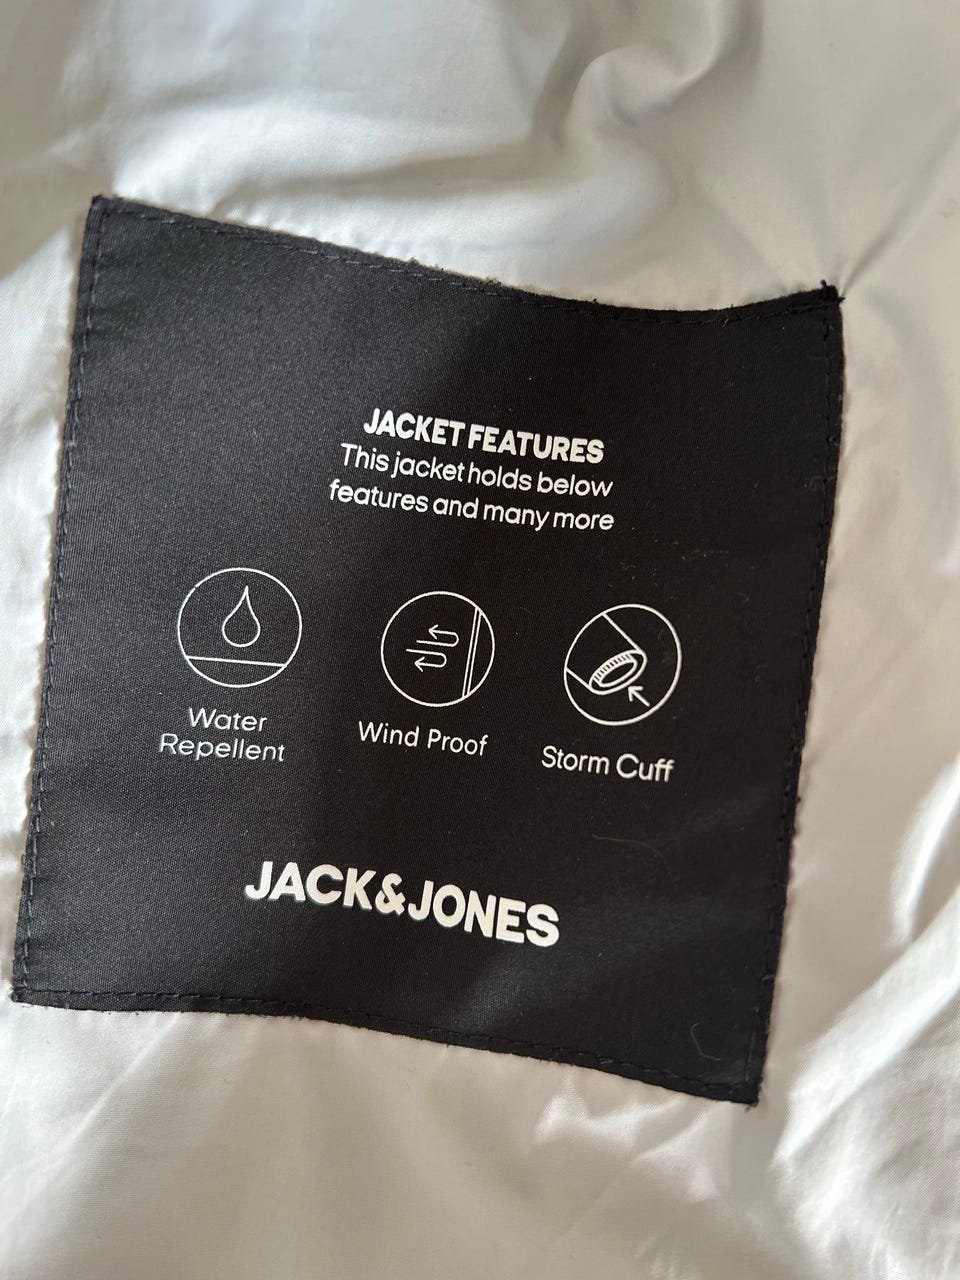 JACKET FEATURES
This jacket holds below
features and many more
Water
Repellent
Wind Proof
Storm Cuff
JACK&JONES